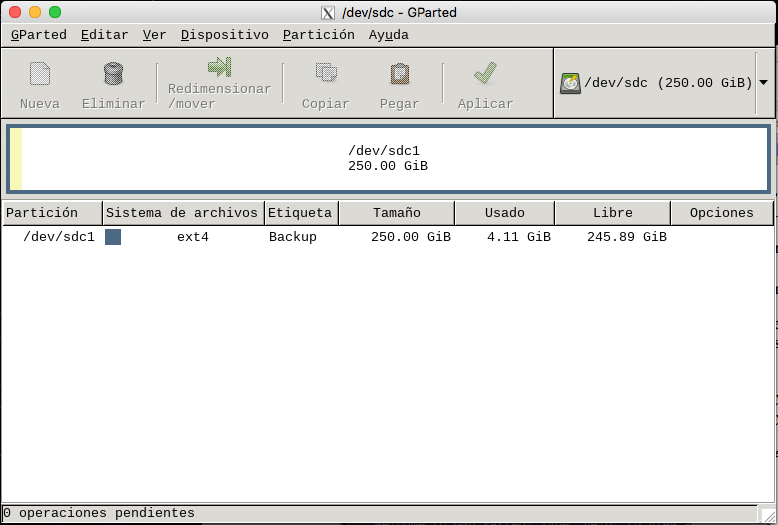 /dev/sdc - GParted
GParted Editar Ver Dispositivo Partición Ayuda
Nueva Eliminar Redimensionar Copiar Pegar Aplicar /dev/sdc (250.00 GiB)
/mover
/dev/sdc1
250.00 GiB
Partición Sistema de archivos Etiqueta Tamaño Usado Libre Opciones
/dev/sdc1 ext4 Backup 250.00 GiB 4.11 GiB 245.89 GiB
0 operaciones pendientes